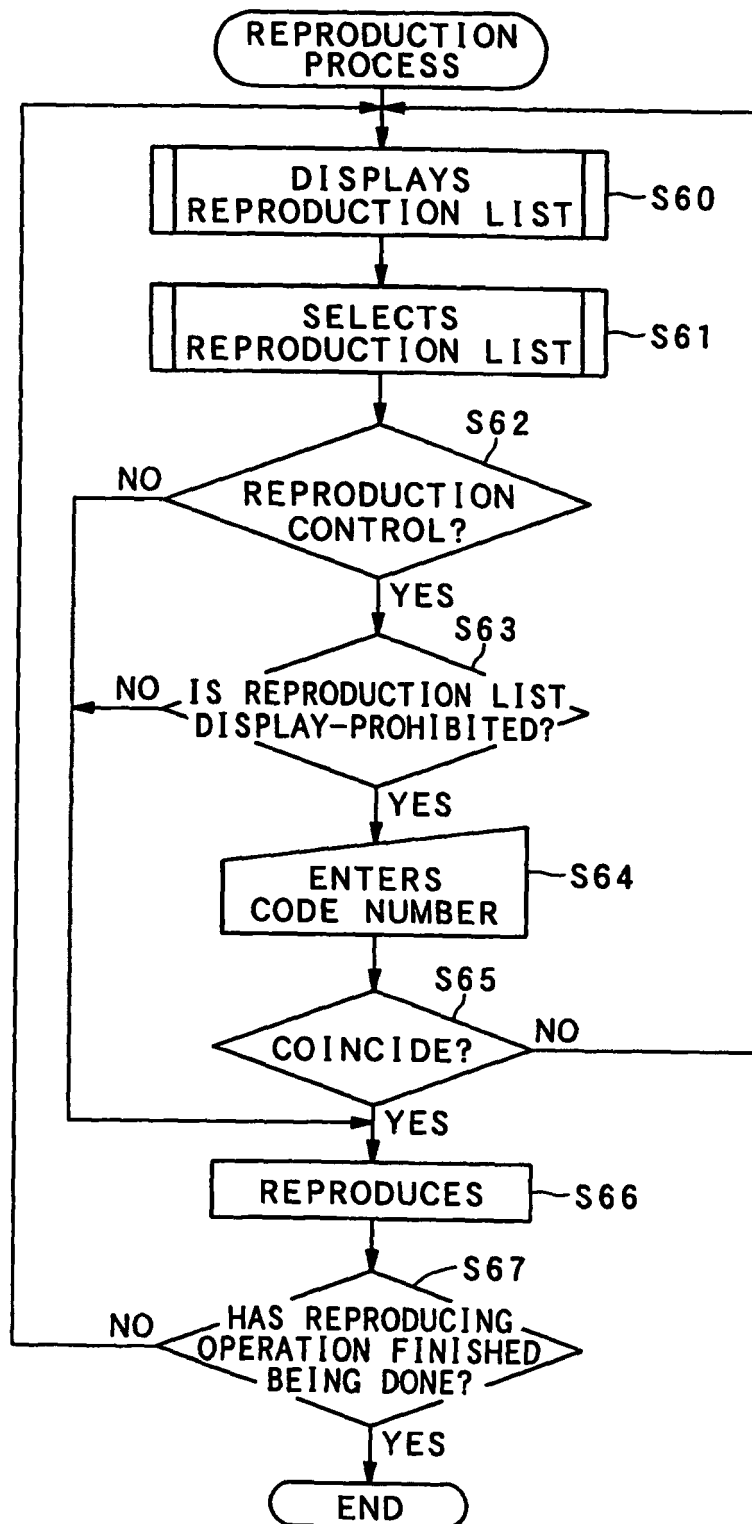 REPRODUCTION
PROCESS
DISPLAYS
REPRODUCTION LIST
S60
SELECTS
REPRODUCTION LIST
S61
S62
NO
REPRODUCTION
CONTROL?
YES
S63
NO
IS REPRODUCTION LIST
DISPLAY-PROHIBITED?
YES
ENTERS
CODE NUMBER
S64
S65
COINCIDE?
NO
YES
REPRODUCES
S66
S67
NO
HAS REPRODUCING
OPERATION FINISHED
BEING DONE?
YES
END